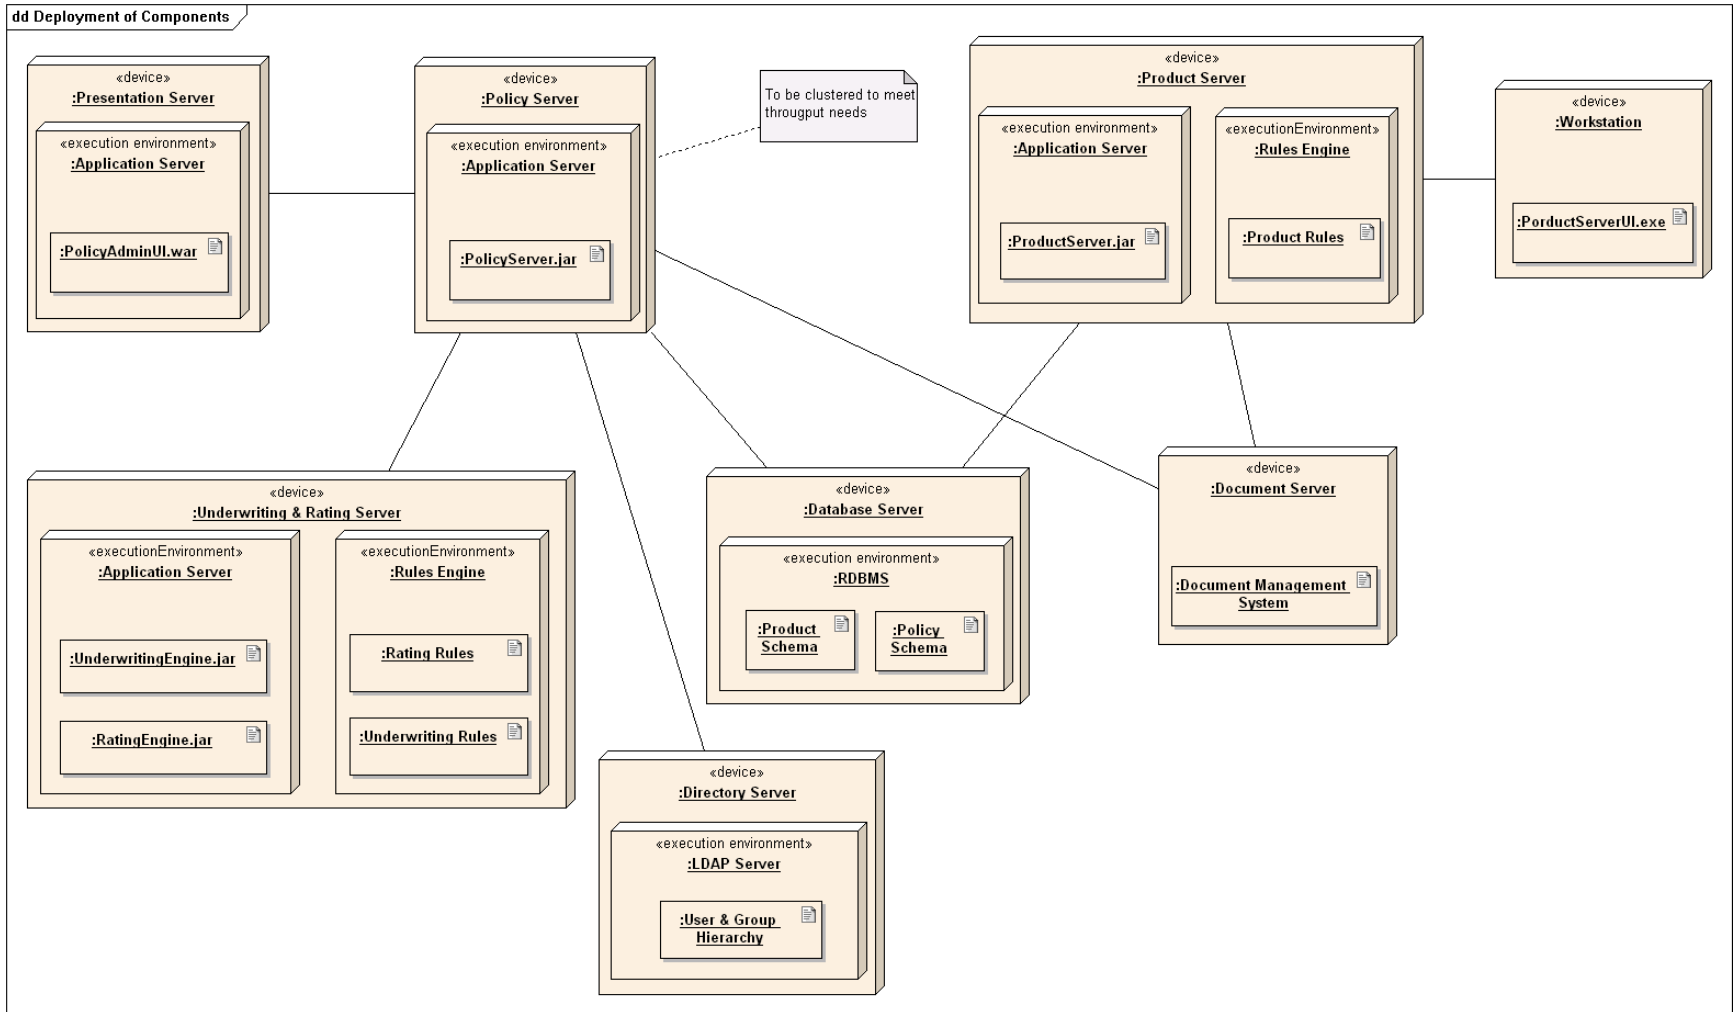 dd Deployment of Components
«device»
:Presentation Server
«execution environment»
:Application Server
:PolicyAdminUI.war
«device»
:Policy Server
«execution environment»
:Application Server
:PolicyServer.jar
To be clustered to meet
througput needs
«device»
:Product Server
«execution environment»
:Application Server
:ProductServer.jar
«executionEnvironment»
:Rules Engine
:Product Rules
«device»
:Workstation
:PorductServerUI.exe
«device»
:Underwriting & Rating Server
«executionEnvironment»
:Application Server
:UnderwritingEngine.jar
:RatingEngine.jar
«executionEnvironment»
:Rules Engine
:Rating Rules
:Underwriting Rules
«device»
:Database Server
«execution environment»
:RDBMS
:Product
Schema
:Policy
Schema
«device»
:Document Server
:Document Management
System
«device»
:Directory Server
«execution environment»
:LDAP Server
:User & Group
Hierarchy